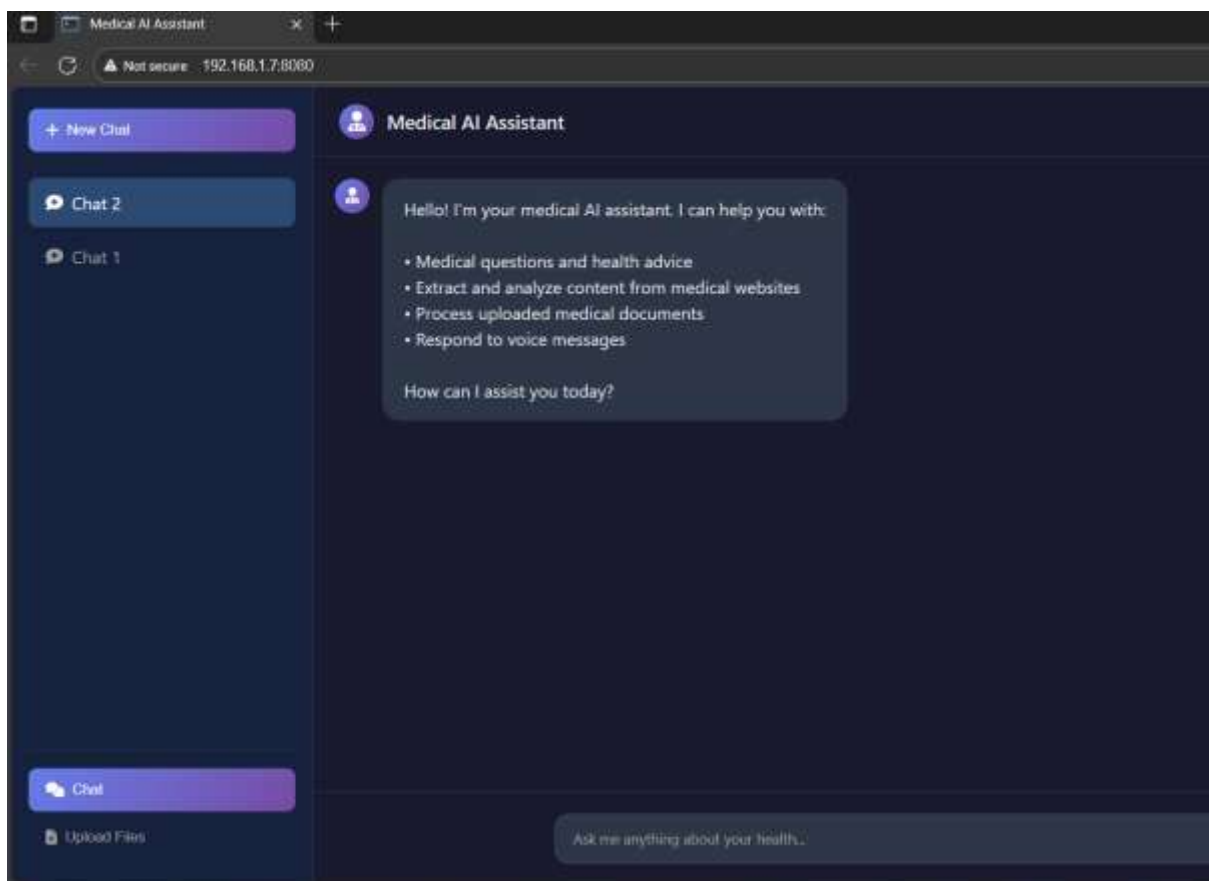 Medical AI Assistant
Not secure 192.168.1.7:8080
+ New Chat
Chat 2
Chat 1
Chat
Upload Files
Medical AI Assistant
Hello! I'm your medical AI assistant. I can help you with:
• Medical questions and health advice
• Extract and analyze content from medical websites
• Process uploaded medical documents
• Respond to voice messages
How can I assist you today?
Ask me anything about your health...